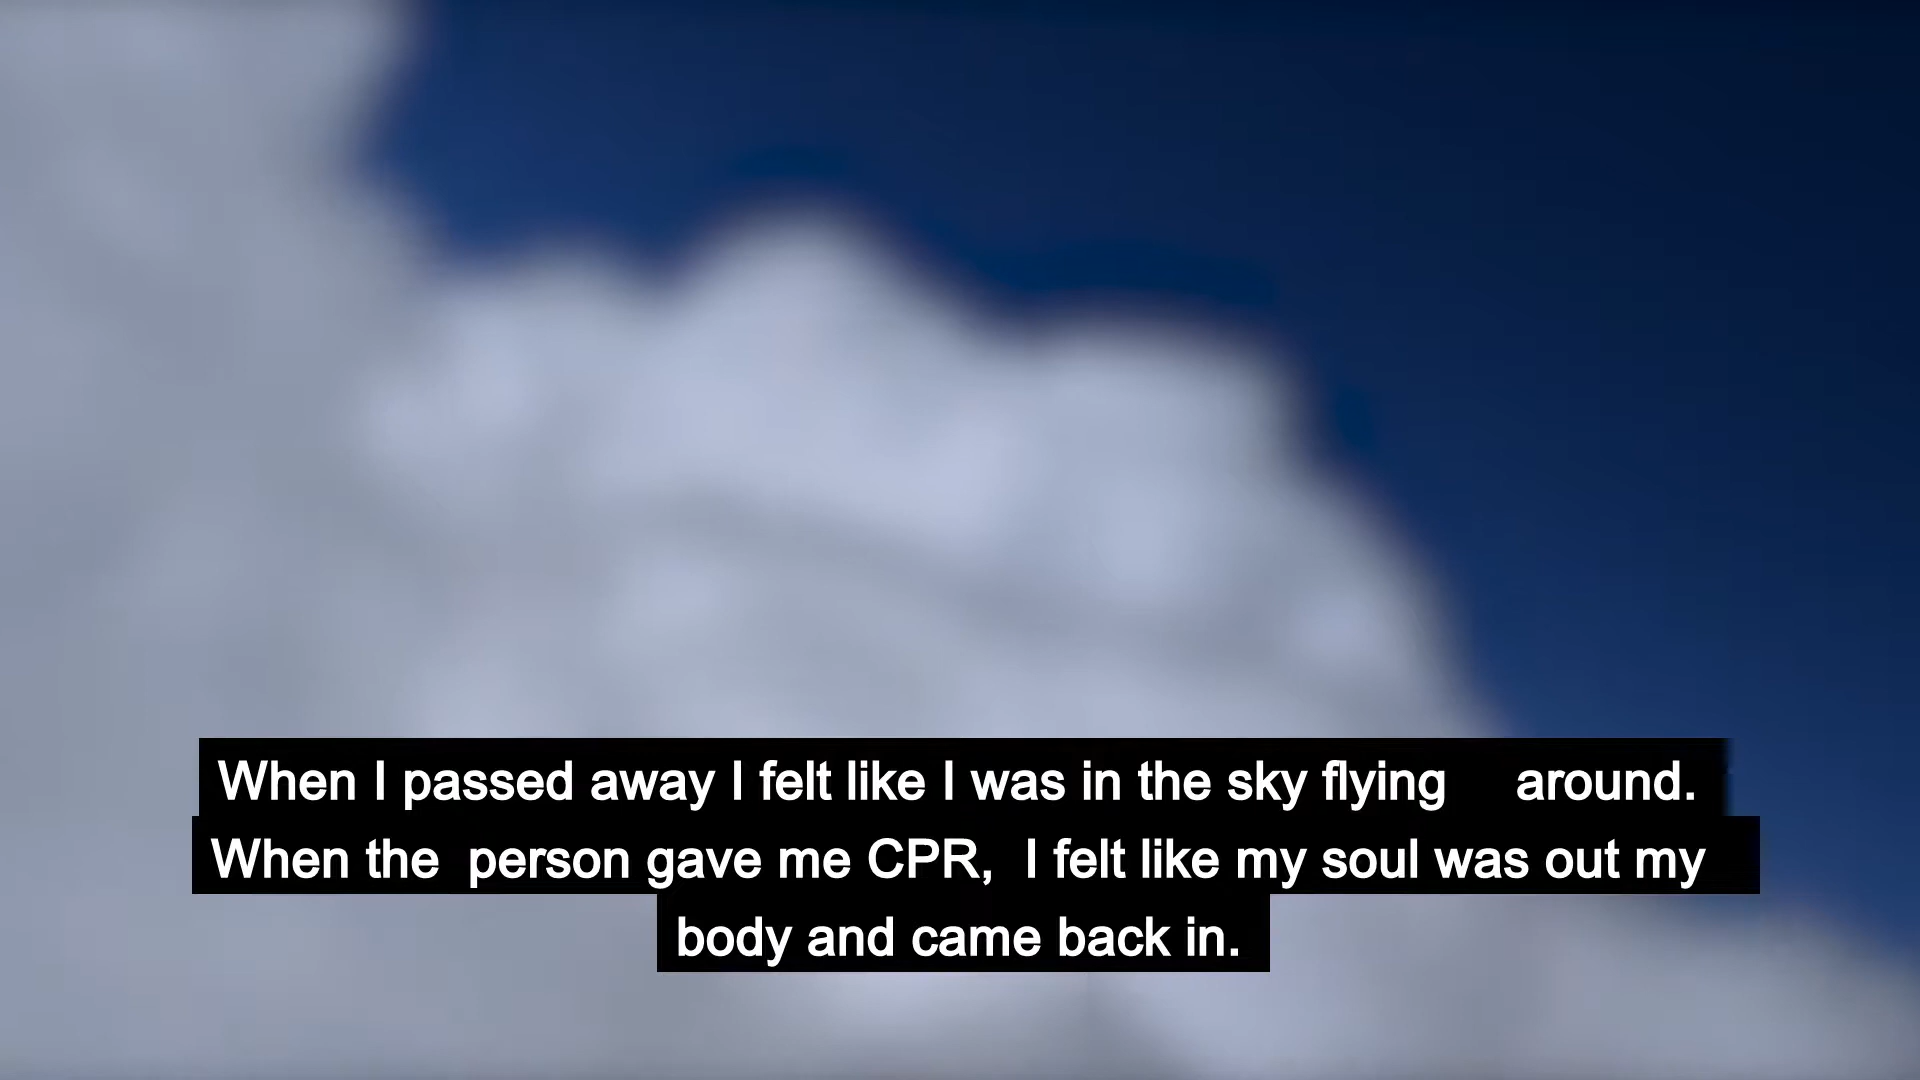 When I passed away I felt like I was in the sky flying around.
When the person gave me CPR, I felt like my soul was out my
body and came back in.